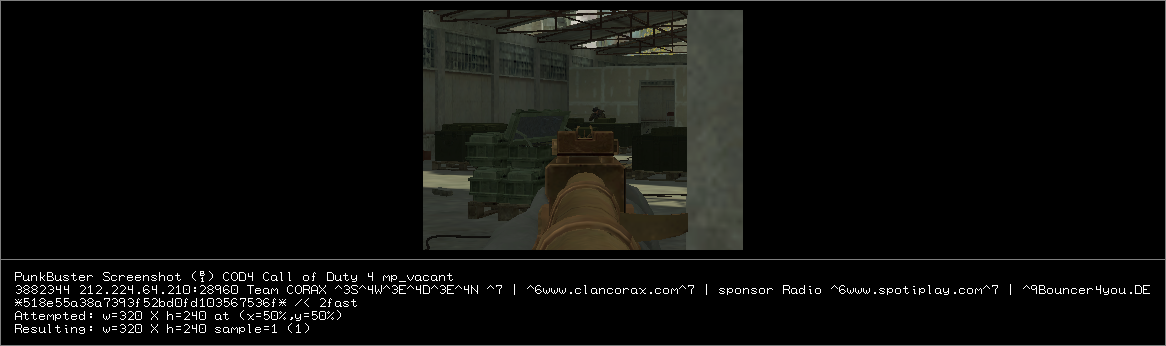 PunkBuster Screenshot (B1) COD4 Call of Duty 4 mp_vacant
3882344 212.224.64.210:28960 Team CORAX ^3S^4W^3E^4D^3E^4N ^7 | ^6www.clancorax.com^7 | sponsor Radio ^6www.spotiplay.com^7 | ^9Bouncer4you.DE
*518e55a38a7393f52bd0fd103567536f* /< 2fast
Attempted: w=320 X h=240 at (x=50%,y=50%)
Resulting: w=320 X h=240 sample=1 (1)